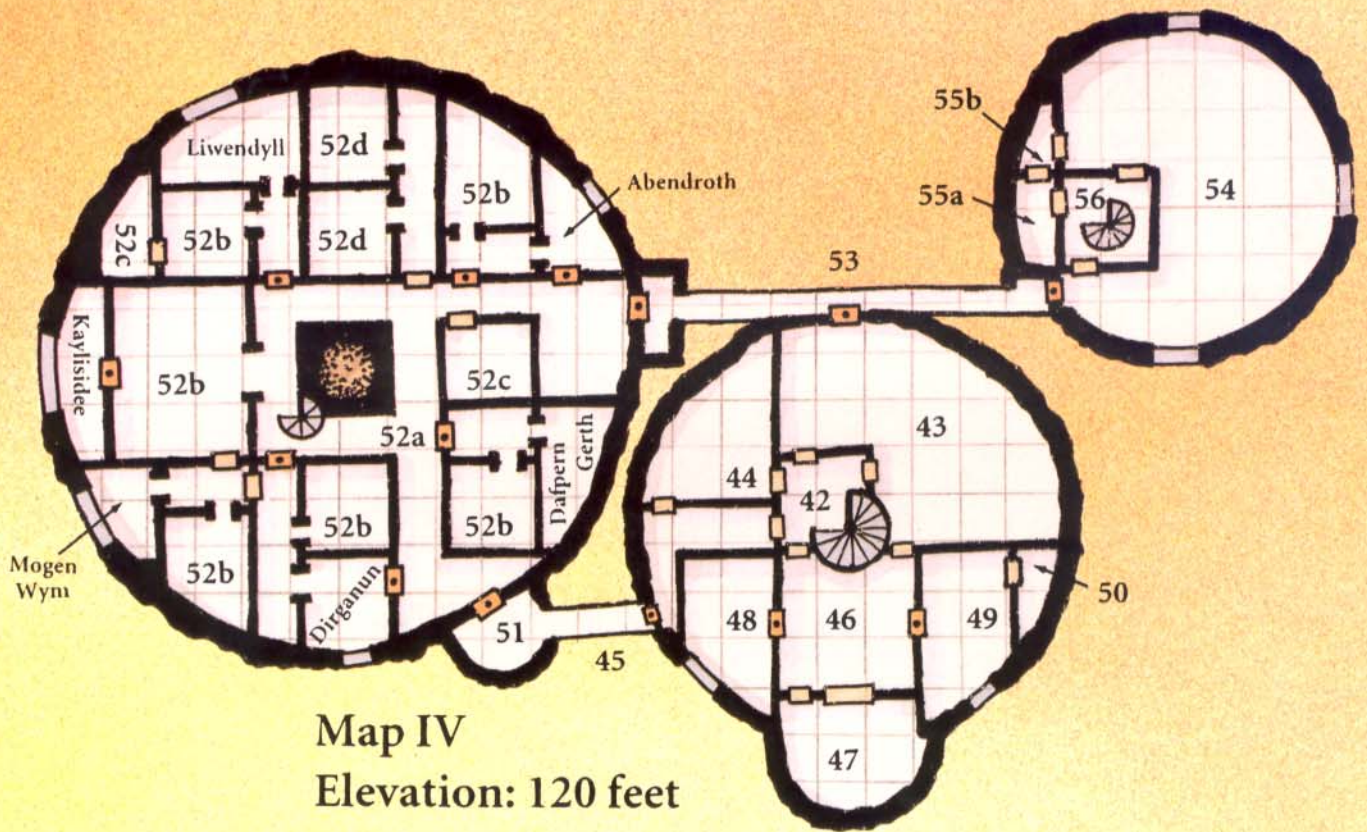 55b
Liwendyll
52d
Abendroth
52b
55a
56
54
52c
52b
52d
53
Kaylisidee
52b
52c
43
52a
Dafpern
Gerth
44
42
52b
52b
Mogen
Wym
52b
Dirganun
50
51
48
46
49
45
47
Map IV
Elevation: 120 feet